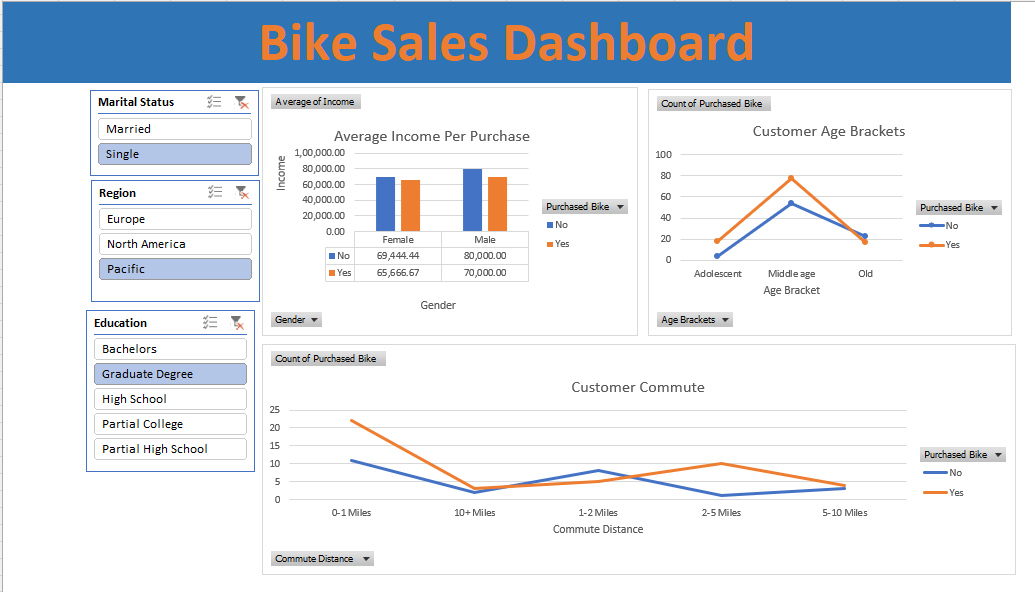 Bike Sales Dashboard
Marital Status
Married
Single
Region
Europe
North America
Pacific
Education
Bachelors
Graduate Degree
High School
Partial College
Partial High School
Average of Income
Average Income Per Purchase
Income
1,00,000.00
80,000.00
60,000.00
40,000.00
20,000.00
0.00
Female Male
No 69,444.44 80,000.00
Yes 65,666.67 70,000.00
Gender
Purchased Bike
No
Yes
Gender
Count of Purchased Bike
Customer Age Brackets
100
80
60
40
20
0
Adolescent Middle age Old
Age Bracket
Purchased Bike
No
Yes
Age Brackets
Count of Purchased Bike
Customer Commute
25
20
15
10
5
0
0-1 Miles 10+ Miles 1-2 Miles 2-5 Miles 5-10 Miles
Commute Distance
Purchased Bike
No
Yes
Commute Distance